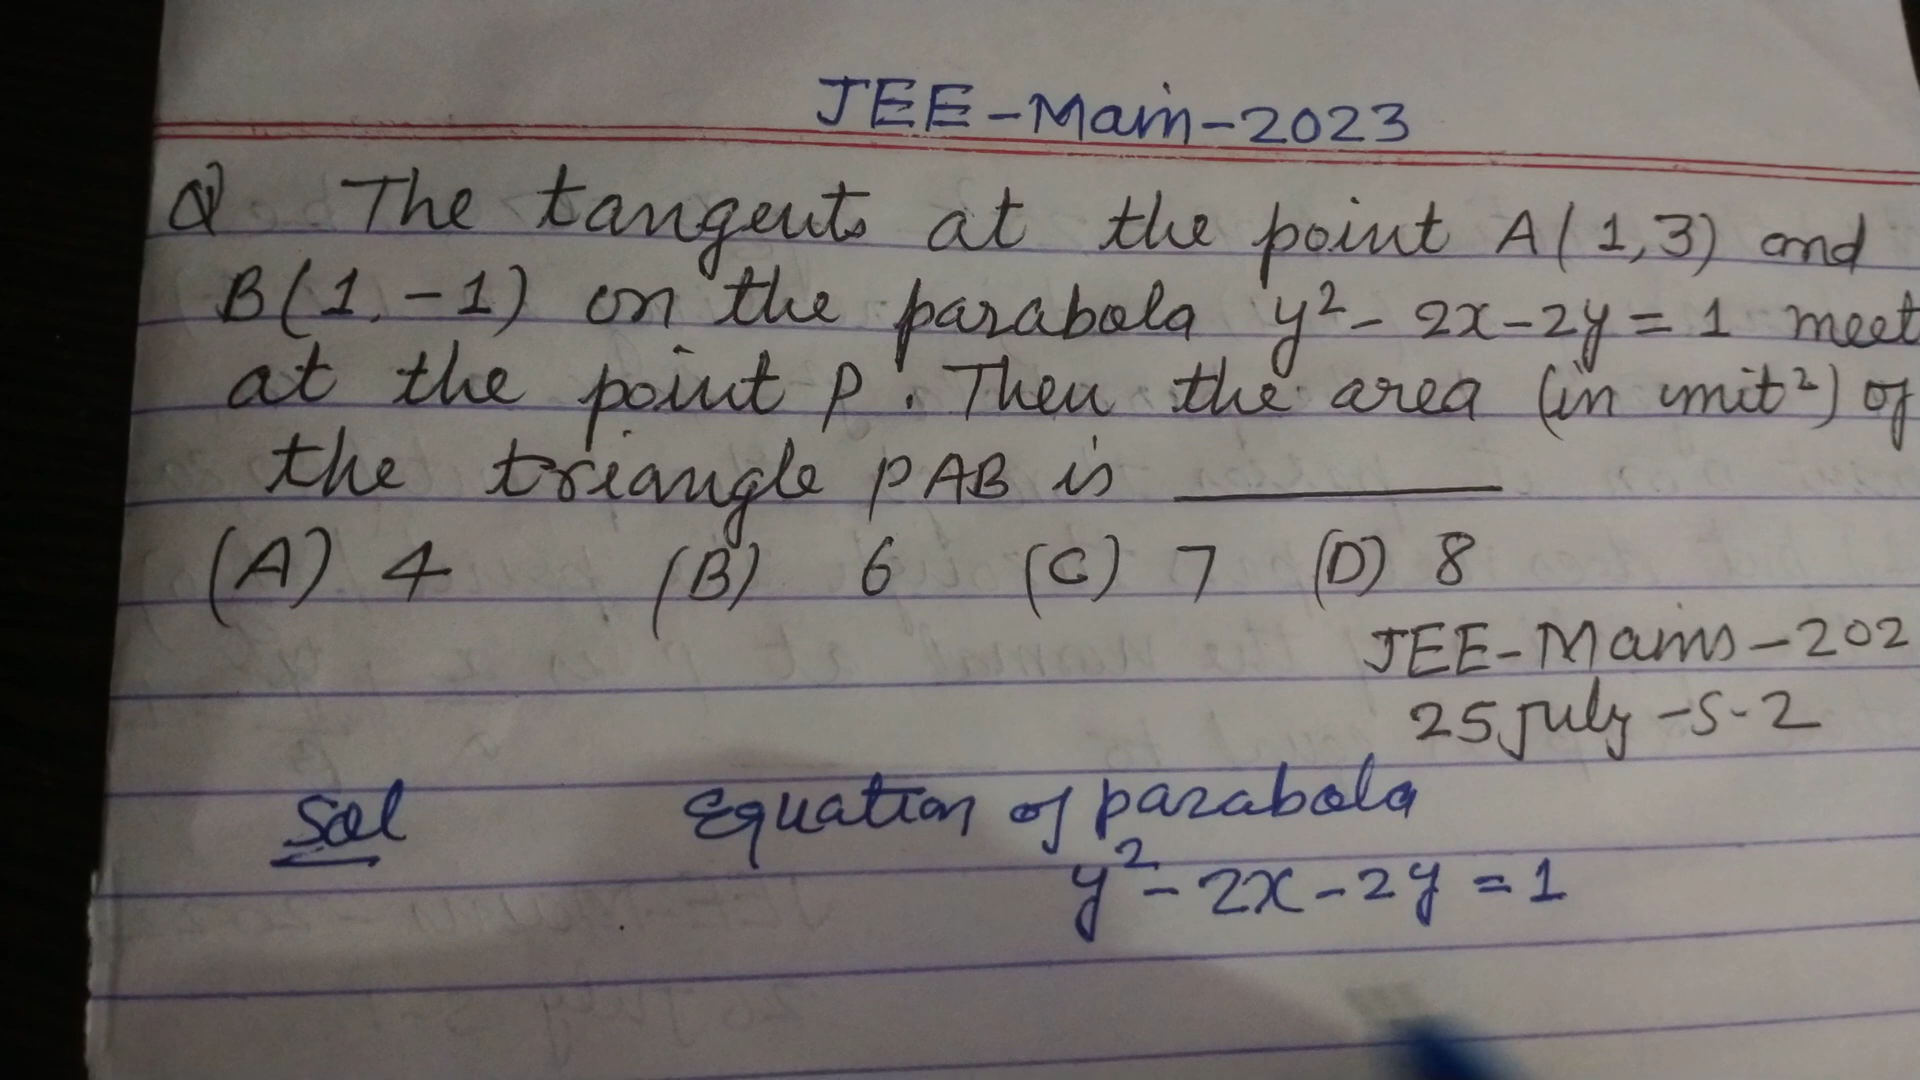 JEE-Main-2023
Q The tangents at the point A(1,3) and
B(1,-1) on the parabola y²-2x-2y=1 meet
at the point P. Then the area (in unit²) of
the triangle PAB is ________
(A) 4 (B) 6 (C) 7 (D) 8
JEE-Mains-202
25 July -S-2
Sol Equation of parabola
y²-2x-2y=1